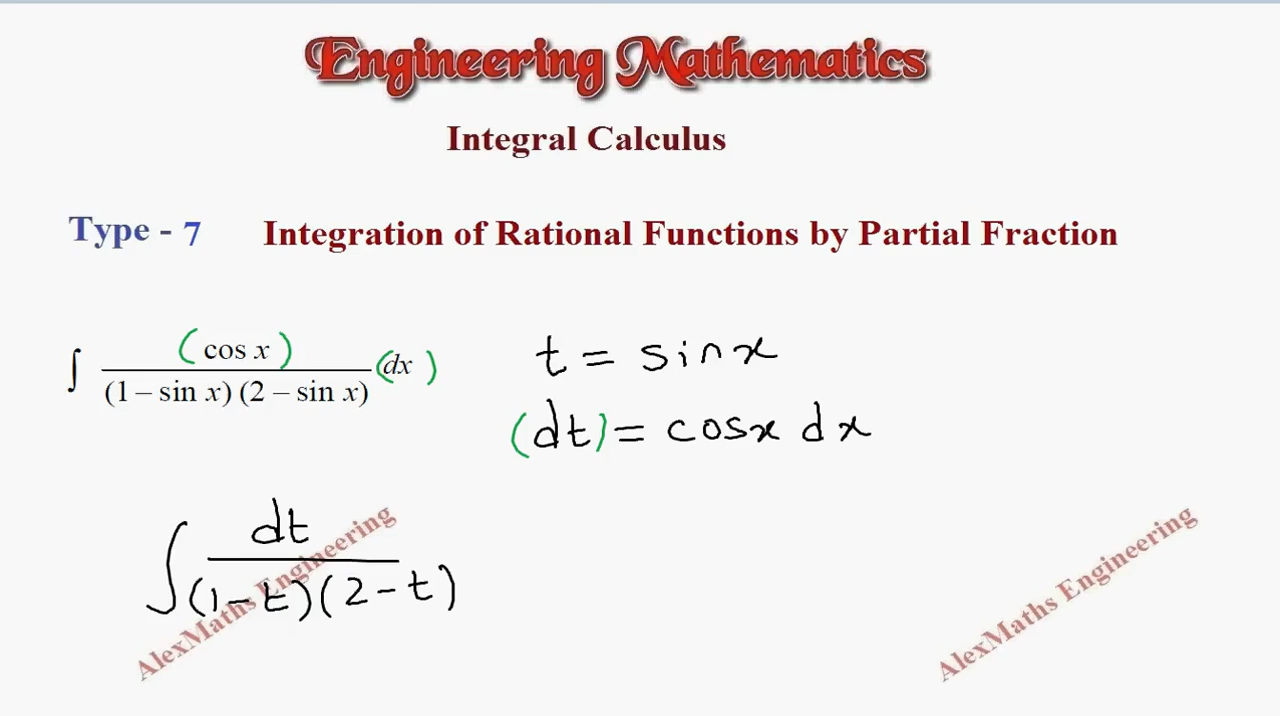 Engineering Mathematics
Integral Calculus
Type - 7 Integration of Rational Functions by Partial Fraction
∫ (cos x) / (1 – sin x) (2 – sin x) (dx) t = sin x
(dt) = cos x dx
∫ dt / (1-t)(2-t)
AlexMaths Engineering
AlexMaths Engineering